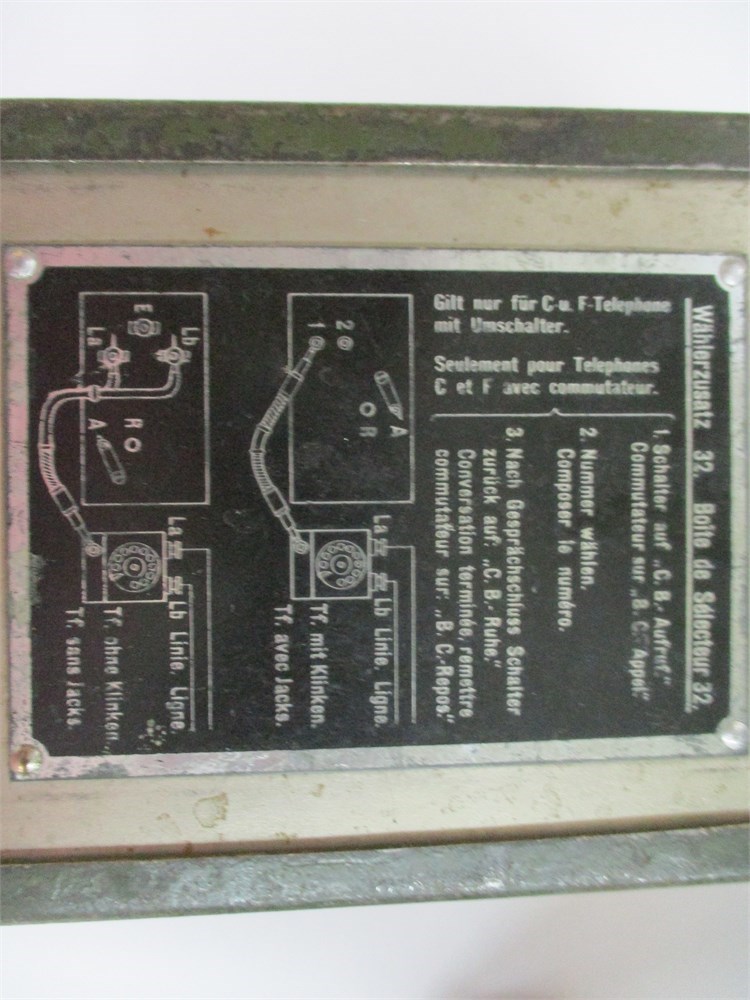 Wählerzusatz 32. Boîte de Sélecteur 32.
Gilt nur für C-u. F-Telephone
mit Umschalter.
Seulement pour Telephones
C et F avec commutateur.
1. Schalter auf „C.B.-Aufruf."
Commutateur sur „B.C.-Appel."
2. Nummer wählen.
Composer le numéro.
3. Nach Gesprächschluss Schalter
zurück auf: „C.B.-Ruhe."
Conversation terminée, remettre
commutateur sur: „B.C.-Repos."
2
1
A
R
La Lb Linie, Ligne.
Tf. mit Klinken.
Tf. avec Jacks.
E
Lb
La
R
A
La Lb Linie, Ligne.
Tf. ohne Klinken.
Tf. sans Jacks.